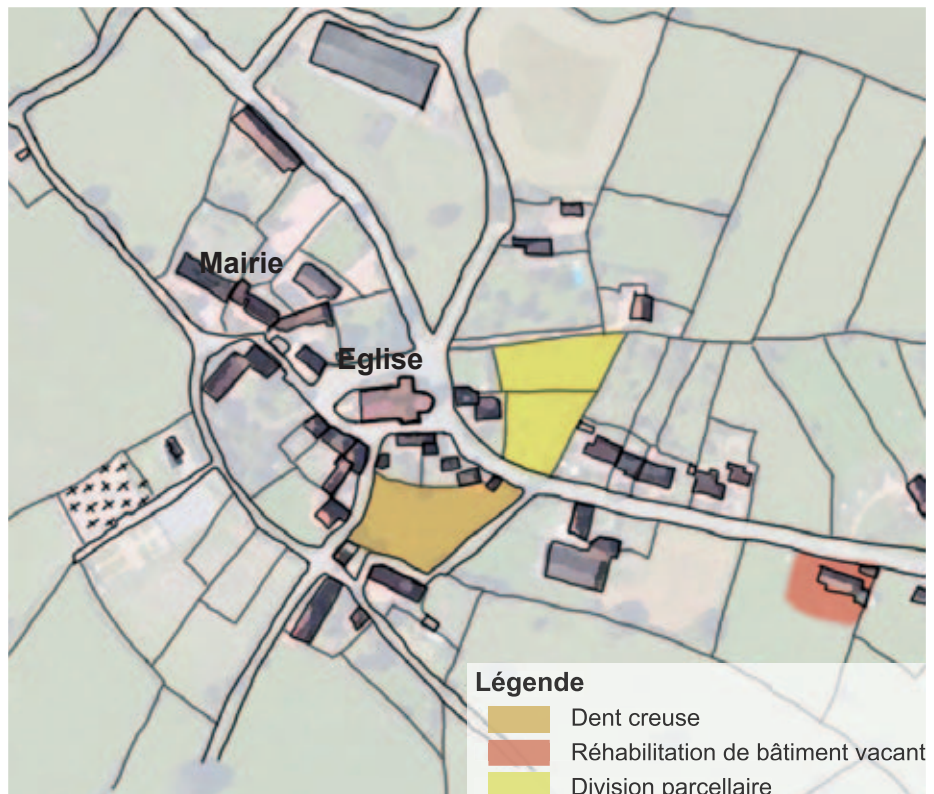 Mairie
Eglise
Légende
Dent creuse
Réhabilitation de bâtiment vacant
Division parcellaire